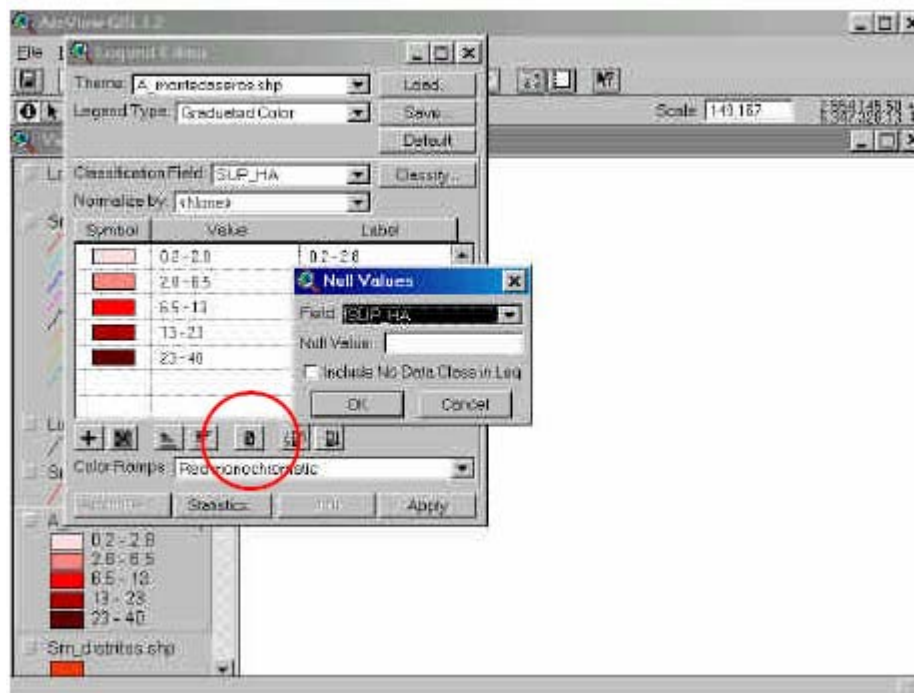 ArcView GIS 3.2
File
Scale 1:43,167
Legend Editor
Theme: A_montecaseros.shp
Load...
Legend Type: Graduated Color
Save...
Default
Classification Field: SUP_HA
Classify...
Normalize by: <None>
Symbol Value Label
0.2 - 2.8 0.2 - 2.8
2.8 - 6.5
6.5 - 13
13 - 23
23 - 40
Null Values
Field: SUP_HA
Null Value:
Include No Data Class in Leg
OK Cancel
Color Ramps: Red monochromatic
Statistics... Apply
A_
0.2 - 2.8
2.8 - 6.5
6.5 - 13
13 - 23
23 - 40
Sm_distritos.shp